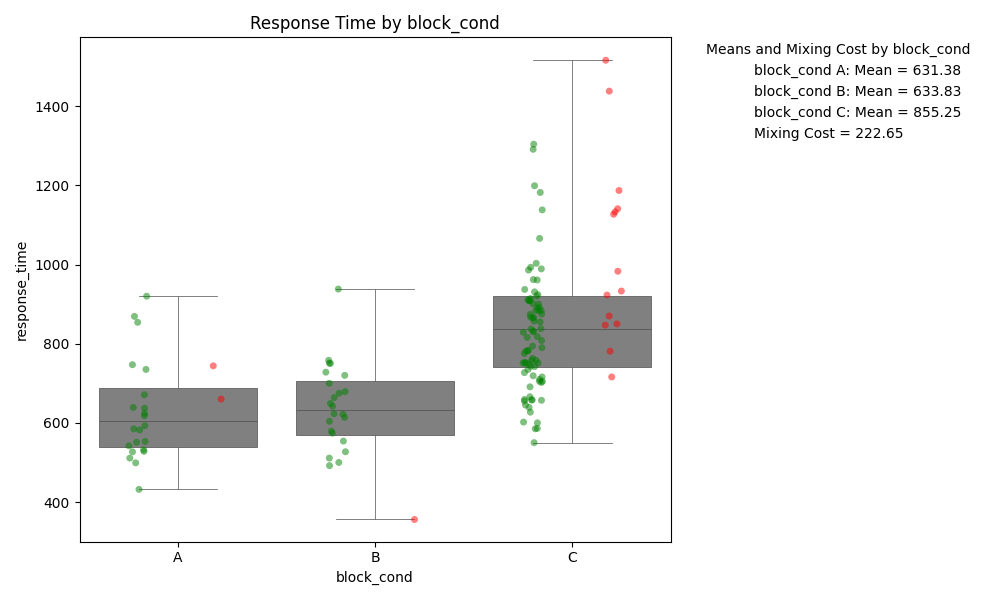 Response Time by block_cond
Means and Mixing Cost by block_cond
block_cond A: Mean = 631.38
block_cond B: Mean = 633.83
block_cond C: Mean = 855.25
Mixing Cost = 222.65
response_time
1400
1200
1000
800
600
400
A
B
C
block_cond